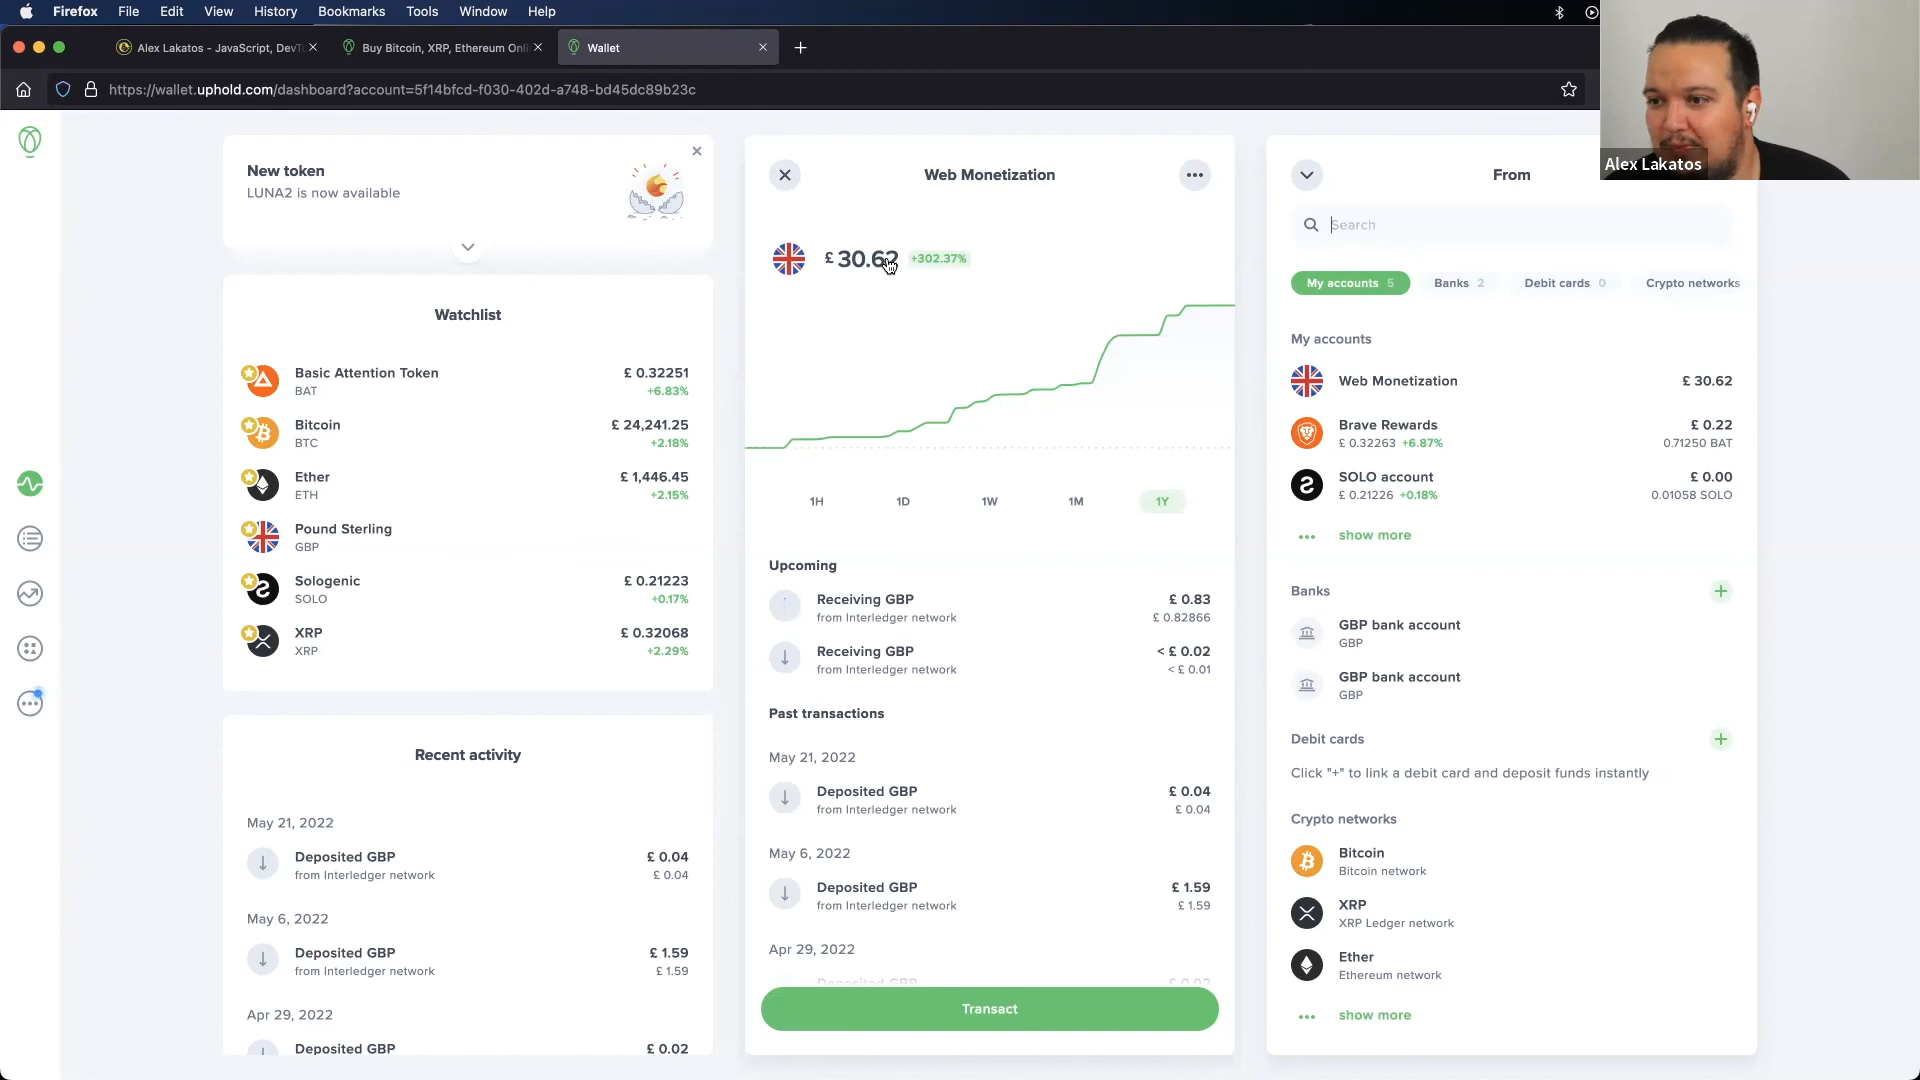 Firefox File Edit View History Bookmarks Tools Window Help
Alex Lakatos - JavaScript, DevT
Buy Bitcoin, XRP, Ethereum Onli
Wallet
https://wallet.uphold.com/dashboard?account=5f14bfcd-f030-402d-a748-bd45dc89b23c
Alex Lakatos
New token
LUNA2 is now available
Watchlist
Basic Attention Token £ 0.32251
BAT +6.83%
Bitcoin £ 24,241.25
BTC +2.18%
Ether £ 1,446.45
ETH +2.15%
Pound Sterling
GBP
Sologenic £ 0.21223
SOLO +0.17%
XRP £ 0.32068
XRP +2.29%
Recent activity
May 21, 2022
Deposited GBP £ 0.04
from Interledger network £ 0.04
May 6, 2022
Deposited GBP £ 1.59
from Interledger network £ 1.59
Apr 29, 2022
Deposited GBP £ 0.02
Web Monetization
£ 30.62 +302.37%
1H 1D 1W 1M 1Y
Upcoming
Receiving GBP £ 0.83
from Interledger network £ 0.82866
Receiving GBP < £ 0.02
from Interledger network < £ 0.01
Past transactions
May 21, 2022
Deposited GBP £ 0.04
from Interledger network £ 0.04
May 6, 2022
Deposited GBP £ 1.59
from Interledger network £ 1.59
Apr 29, 2022
Deposited GBP £ 0.02
Transact
From
Search
My accounts 5 Banks 2 Debit cards 0 Crypto networks
My accounts
Web Monetization £ 30.62
Brave Rewards £ 0.22
£ 0.32263 +6.87% 0.71250 BAT
SOLO account £ 0.00
£ 0.21226 +0.18% 0.01058 SOLO
show more
Banks
GBP bank account
GBP
GBP bank account
GBP
Debit cards
Click "+" to link a debit card and deposit funds instantly
Crypto networks
Bitcoin
Bitcoin network
XRP
XRP Ledger network
Ether
Ethereum network
show more